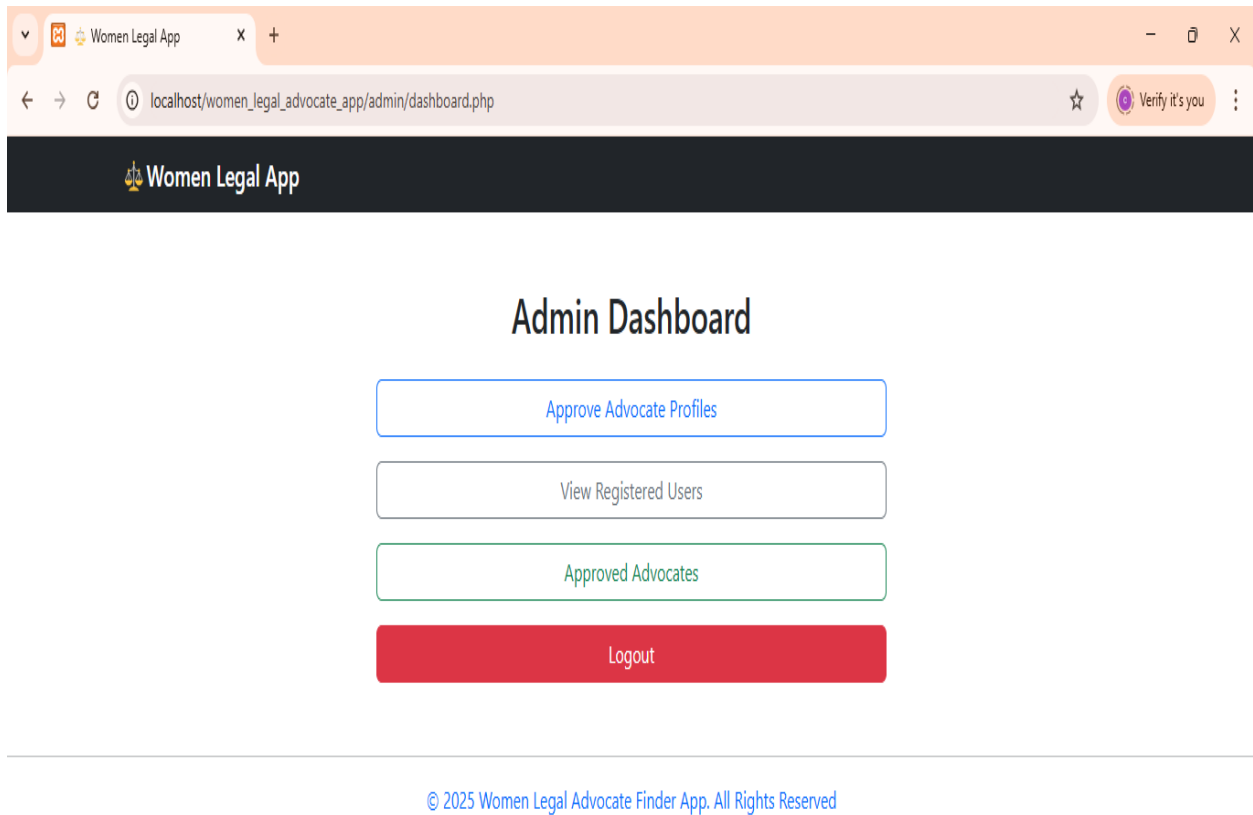 Women Legal App
localhost/women_legal_advocate_app/admin/dashboard.php
Verify it's you
Women Legal App
Admin Dashboard
Approve Advocate Profiles
View Registered Users
Approved Advocates
Logout
© 2025 Women Legal Advocate Finder App. All Rights Reserved